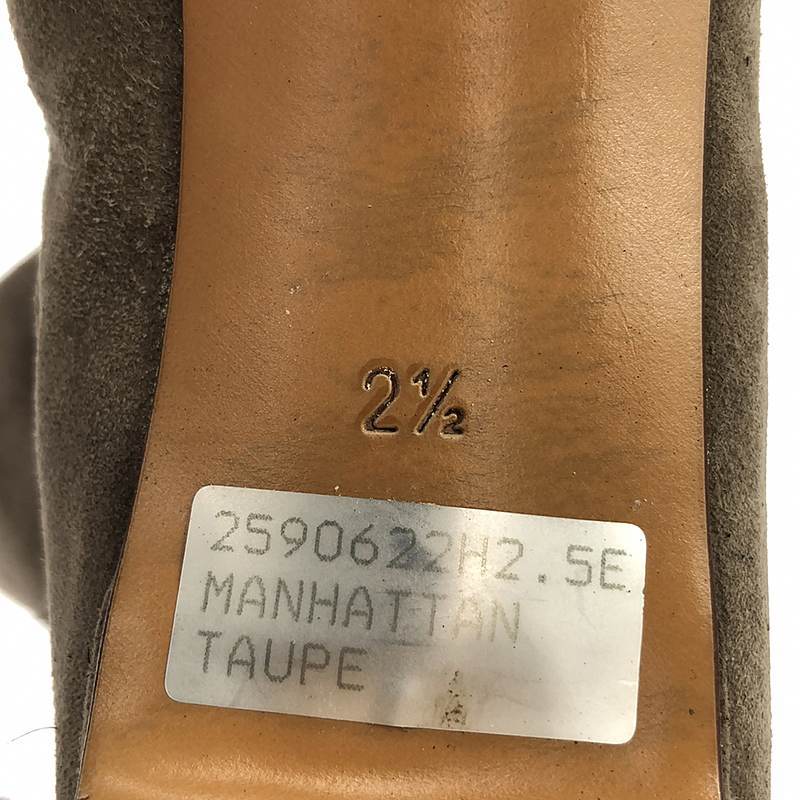 2½
2590622H2.5E
MANHATTAN
TAUPE